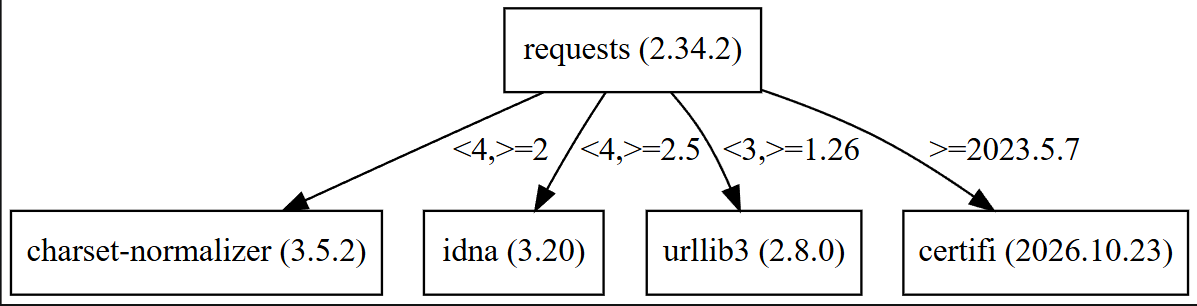 requests (2.34.2)
<4,>=2
<4,>=2.5
<3,>=1.26
>=2023.5.7
charset-normalizer (3.5.2)
idna (3.20)
urllib3 (2.8.0)
certifi (2026.10.23)